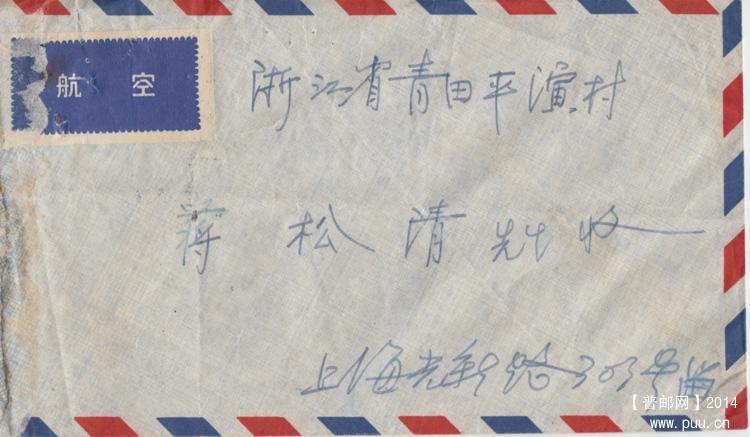 航 空
浙江省青田平演村
蒋松清先生收
上海光新路303号
【普邮网】2014
www.puu.cn